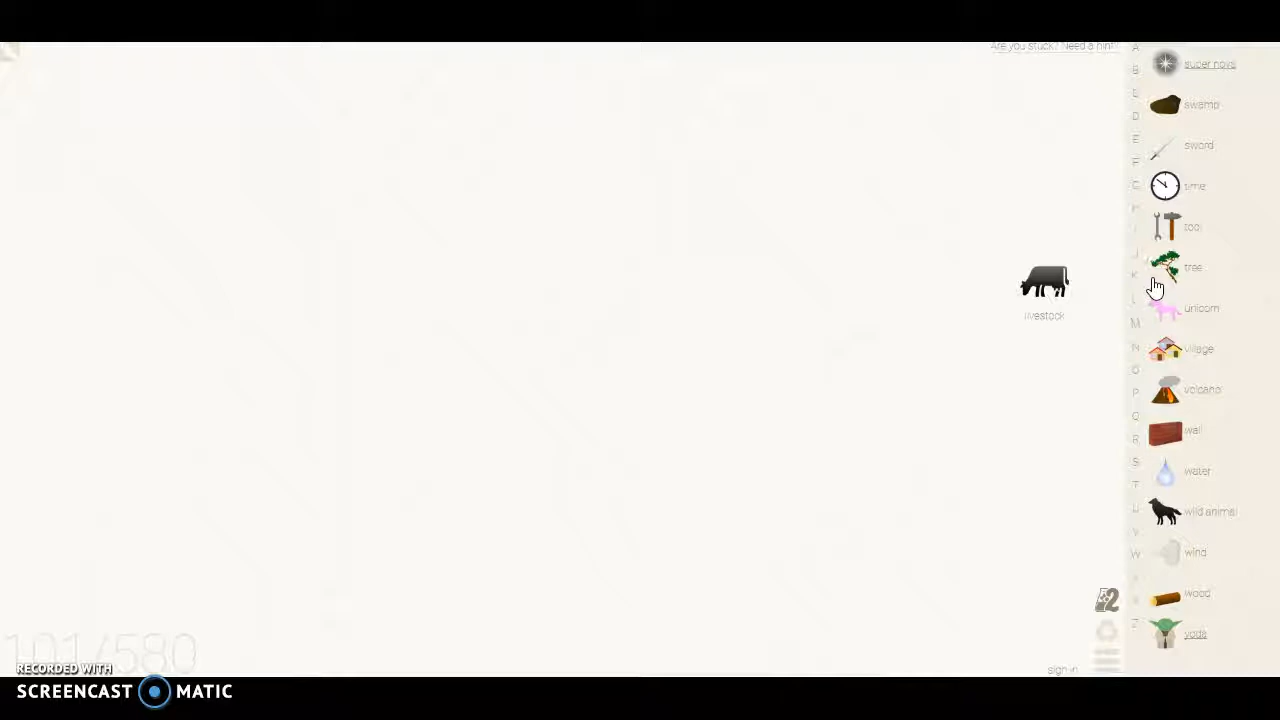 Are you stuck? Need a hint?
super nova
swamp
sword
time
tool
tree
unicorn
village
volcano
wall
water
wild animal
wind
wood
yoda
A
B
D
E
F
G
H
I
J
K
L
M
N
O
P
Q
R
S
T
U
V
W
Z
livestock
2
101/580
sign in
RECORDED WITH
SCREENCAST MATIC